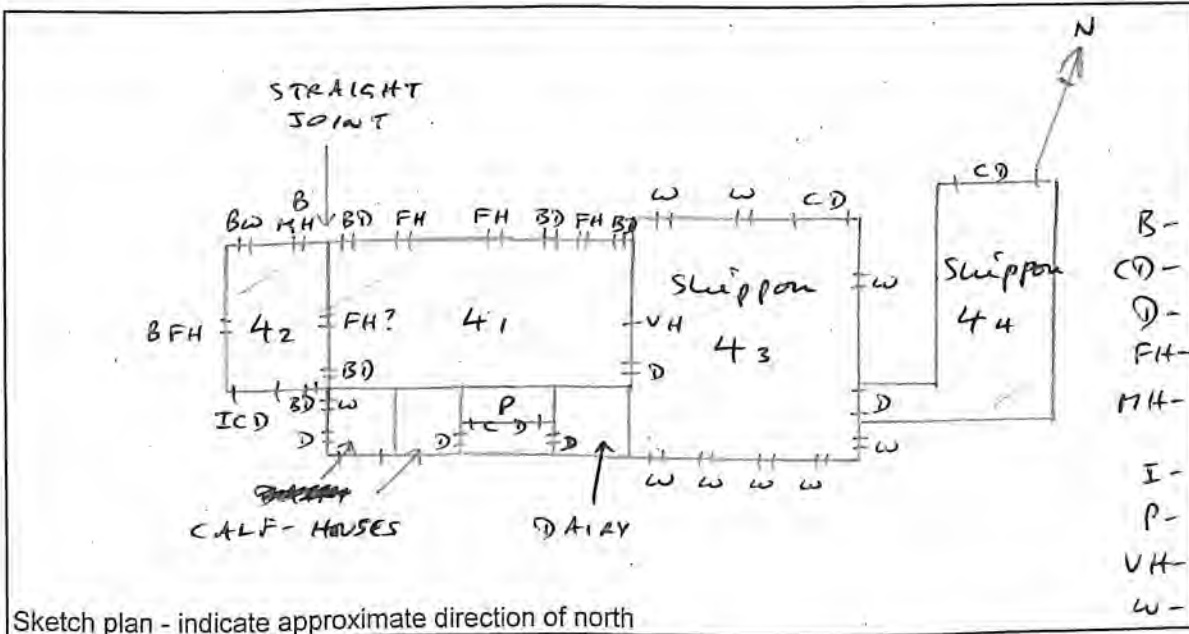 N
STRAIGHT
JOINT
CD
W W CD
B
BW MH BD FH FH BD FH BD
B-
CD-
Shippon Shippon
W
BFH 42 FH? 41 VH 43 44
D-
FH-
BD D
MH-
ICD BD W P D
D D CD D W
I-
W W W W
P-
CALF-HOUSES DAIRY
VH-
W-
Sketch plan - indicate approximate direction of north